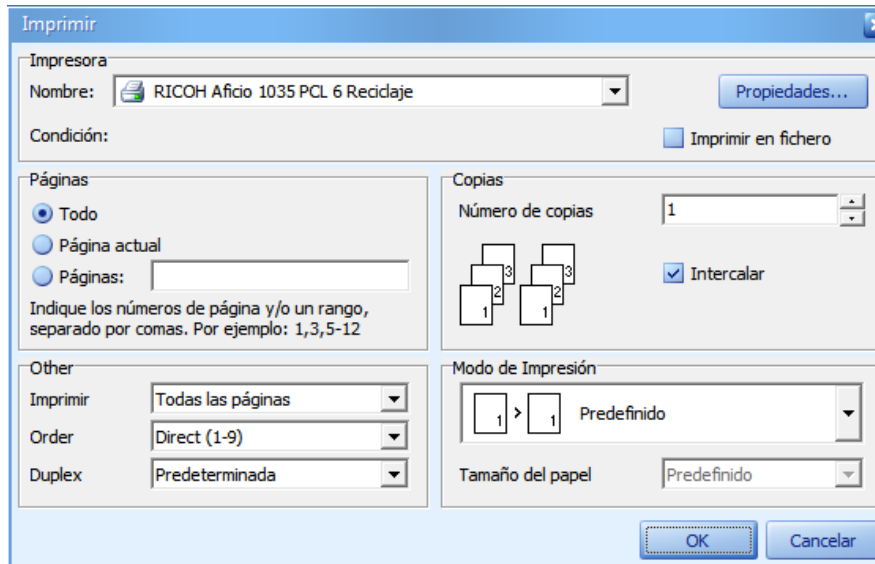 Imprimir
Impresora
Nombre: RICOH Aficio 1035 PCL 6 Reciclaje Propiedades...
Condición: Imprimir en fichero
Páginas
Todo
Página actual
Páginas:
Indique los números de página y/o un rango,
separado por comas. Por ejemplo: 1,3,5-12
Copias
Número de copias 1
1 2 3 1 2 3
Intercalar
Other
Imprimir Todas las páginas
Order Direct (1-9)
Duplex Predeterminada
Modo de Impresión
1 > 1 Predefinido
Tamaño del papel Predefinido
OK Cancelar